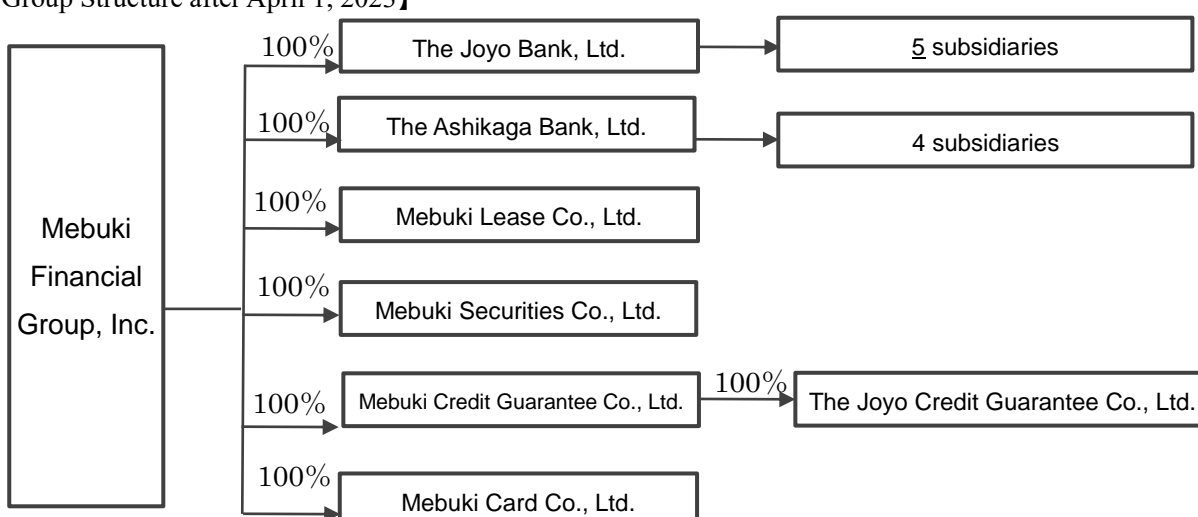 Group Structure after April 1, 2023】
100%
The Joyo Bank, Ltd.
5 subsidiaries
100%
The Ashikaga Bank, Ltd.
4 subsidiaries
Mebuki
Financial
Group, Inc.
100%
Mebuki Lease Co., Ltd.
100%
Mebuki Securities Co., Ltd.
100%
Mebuki Credit Guarantee Co., Ltd.
100%
The Joyo Credit Guarantee Co., Ltd.
100%
Mebuki Card Co., Ltd.